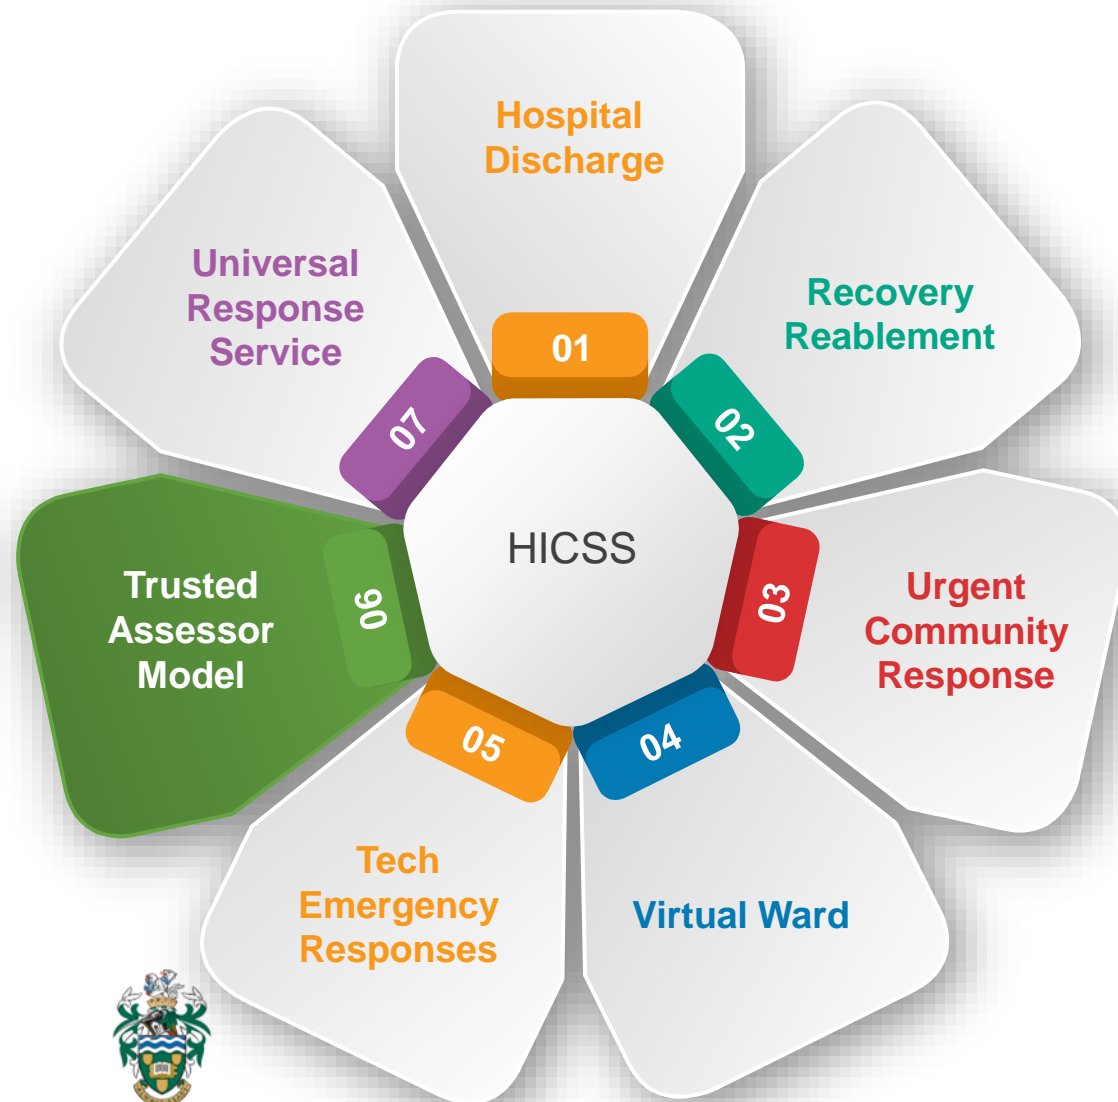 Hospital
Discharge
01
Recovery
Reablement
02
Urgent
Community
Response
03
Virtual Ward
04
Tech
Emergency
Responses
05
Trusted
Assessor
Model
06
Universal
Response
Service
07
HICSS